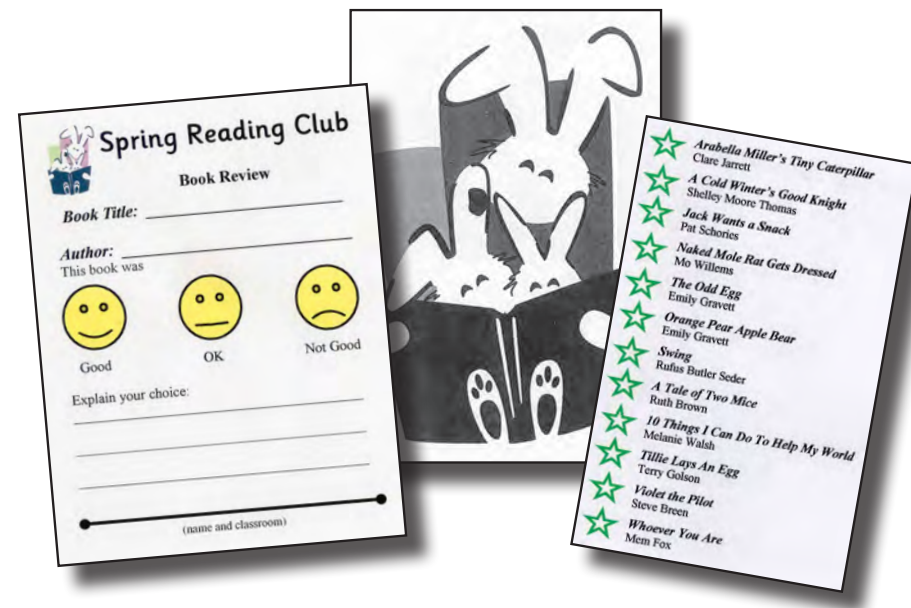 Spring Reading Club
Book Review
Book Title:
Author:
This book was
Good
OK
Not Good
Explain your choice:
(name and classroom)
Arabella Miller's Tiny Caterpillar
Clare Jarrett
A Cold Winter's Good Knight
Shelley Moore Thomas
Jack Wants a Snack
Pat Schories
Naked Mole Rat Gets Dressed
Mo Willems
The Odd Egg
Emily Gravett
Orange Pear Apple Bear
Emily Gravett
Swing
Rufus Butler Seder
A Tale of Two Mice
Ruth Brown
10 Things I Can Do To Help My World
Melanie Walsh
Tillie Lays An Egg
Terry Golson
Violet the Pilot
Steve Breen
Whoever You Are
Mem Fox